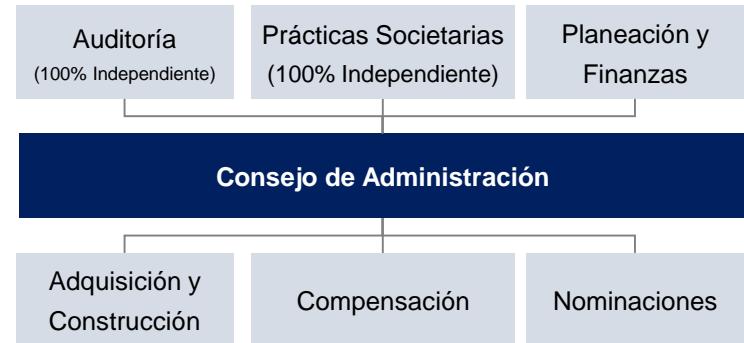 Auditoría
(100% Independiente)
Prácticas Societarias
(100% Independiente)
Planeación y
Finanzas
Consejo de Administración
Adquisición y
Construcción
Compensación
Nominaciones